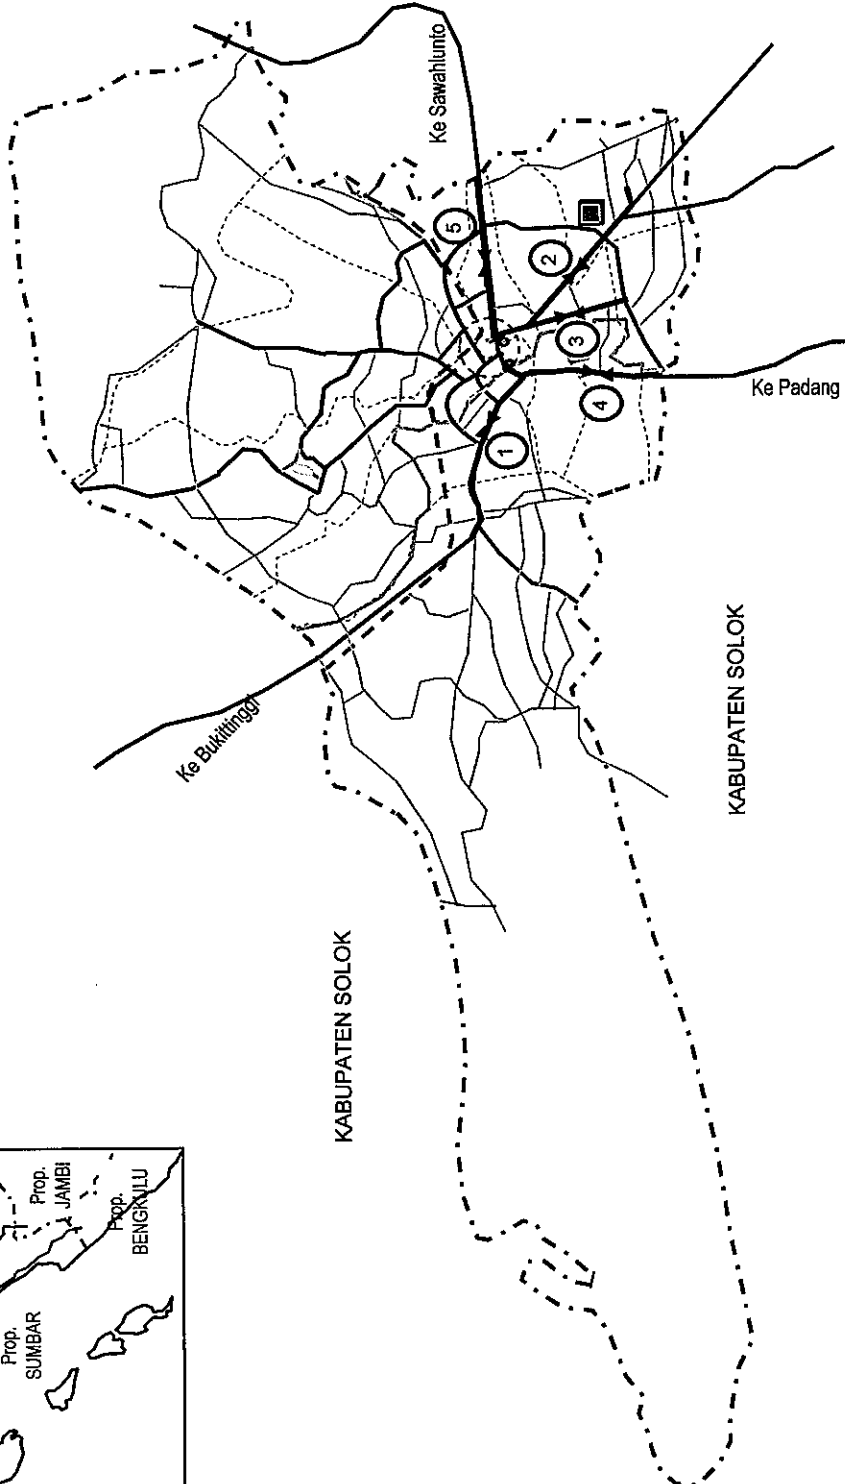 Ke Sawahlunto
5
2
3
4
1
Ke Padang
Ke Bukittinggi
KABUPATEN SOLOK
KABUPATEN SOLOK
Prop.
JAMBI
Prop.
BENGKULU
Prop.
SUMBAR